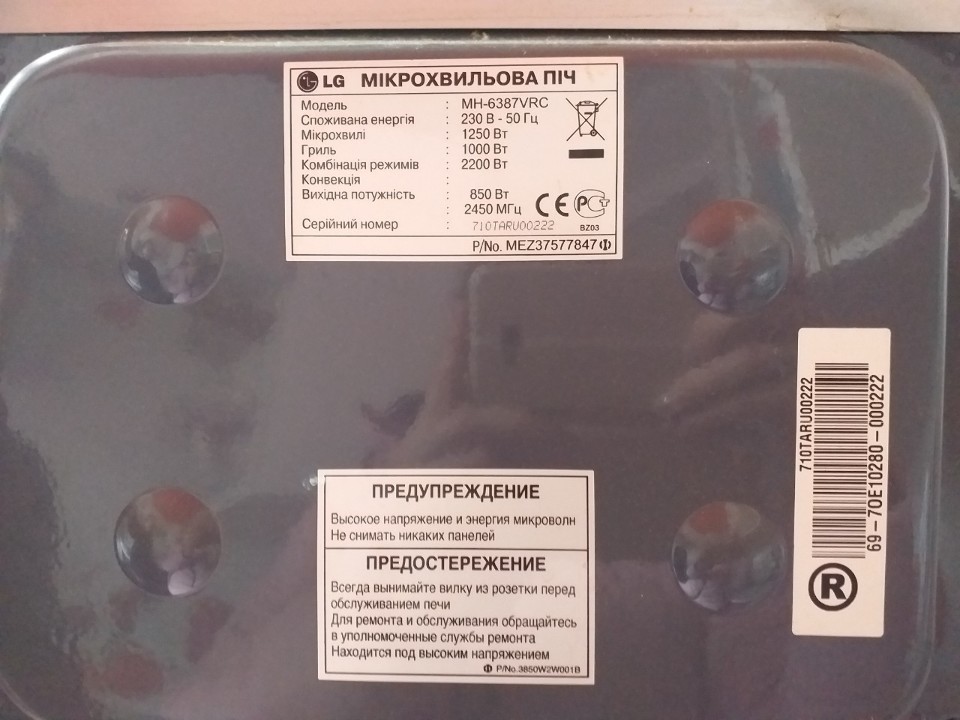 LG МІКРОХВИЛЬОВА ПІЧ
Модель : MH-6387VRC
Споживана енергія : 230 В - 50 Гц
Мікрохвилі : 1250 Вт
Гриль : 1000 Вт
Комбінація режимів : 2200 Вт
Конвекція :
Вихідна потужність : 850 Вт
: 2450 МГц
Серійний номер : 710TARU00222
CE PC BZ03
P/No. MEZ37577847
710TARU00222
69-70E10280-000222
R
ПРЕДУПРЕЖДЕНИЕ
Высокое напряжение и энергия микроволн
Не снимать никаких панелей
ПРЕДОСТЕРЕЖЕНИЕ
Всегда вынимайте вилку из розетки перед
обслуживанием печи
Для ремонта и обслуживания обращайтесь
в уполномоченные службы ремонта
Находится под высоким напряжением
P/No.3850W2W001B